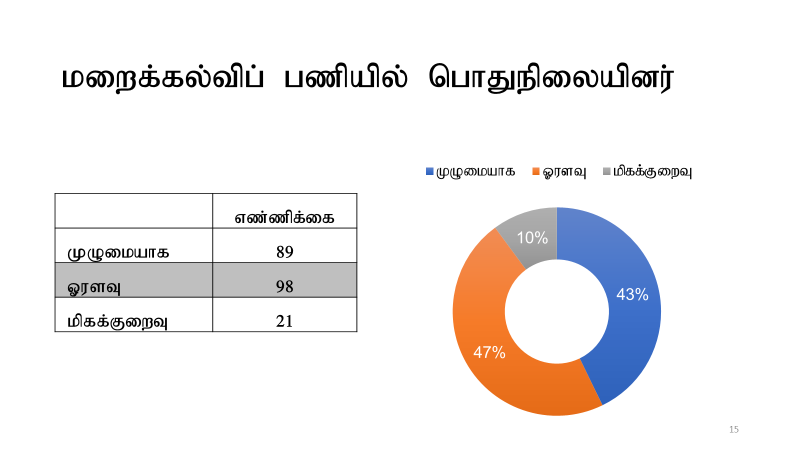 மறைக்கல்விப் பணியில் பொதுநிலையினர்
முழுமையாக ஓரளவு மிகக்குறைவு
எண்ணிக்கை
முழுமையாக 89
ஓரளவு 98
மிகக்குறைவு 21
10%
43%
47%
15